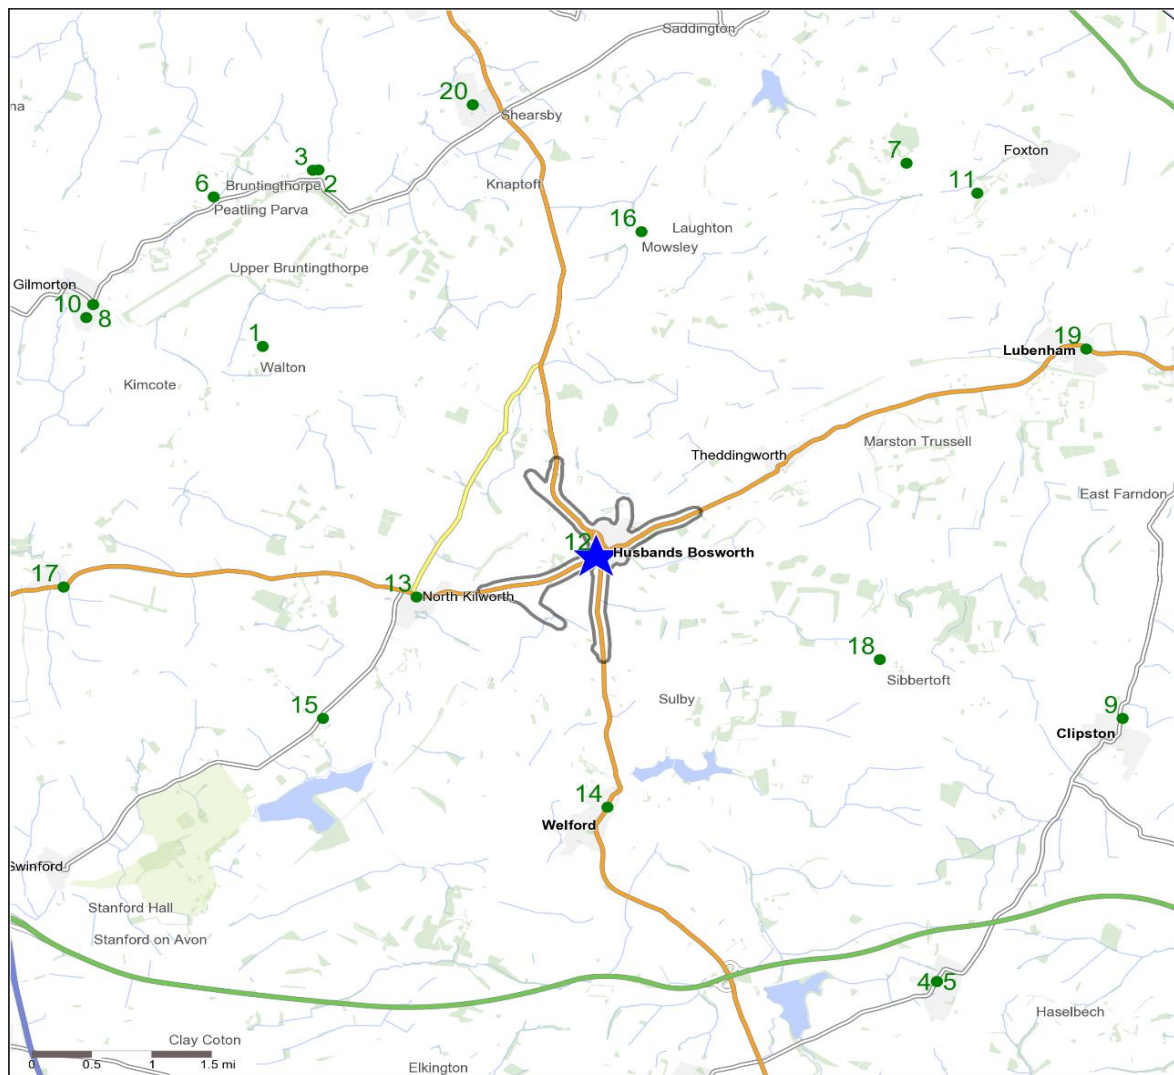 Saddington
na
20
Shearsby
3
7
Foxton
6
Bruntingthorpe
2
Knaptoft
11
Peatling Parva
16
Laughton
Mowsley
Upper Bruntingthorpe
Gilmorton
10
8
1
19
Lubenham
Walton
Kimcote
Marston Trussell
Theddingworth
East Farndon
12
Husbands Bosworth
17
13
North Kilworth
18
Sibbertoft
15
Sulby
9
Clipston
14
Welford
Swinford
Stanford Hall
Stanford on Avon
4
5
Haselbech
Clay Coton
0 0.5 1 1.5 mi
Elkington